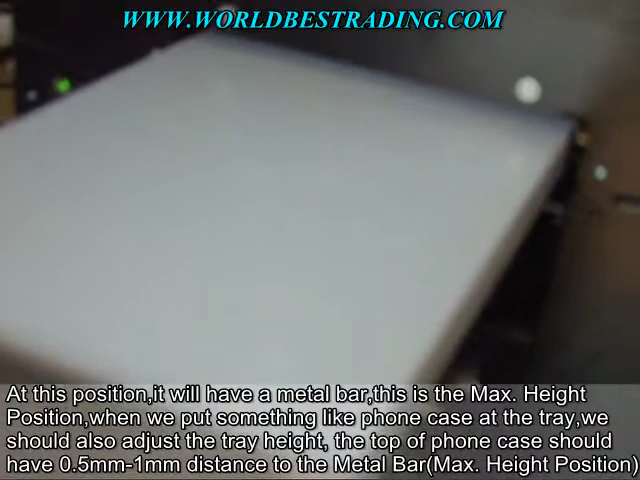 WWW.WORLDBESTRADING.COM
At this position,it will have a metal bar,this is the Max. Height
Position,when we put something like phone case at the tray,we
should also adjust the tray height, the top of phone case should
have 0.5mm-1mm distance to the Metal Bar(Max. Height Position)